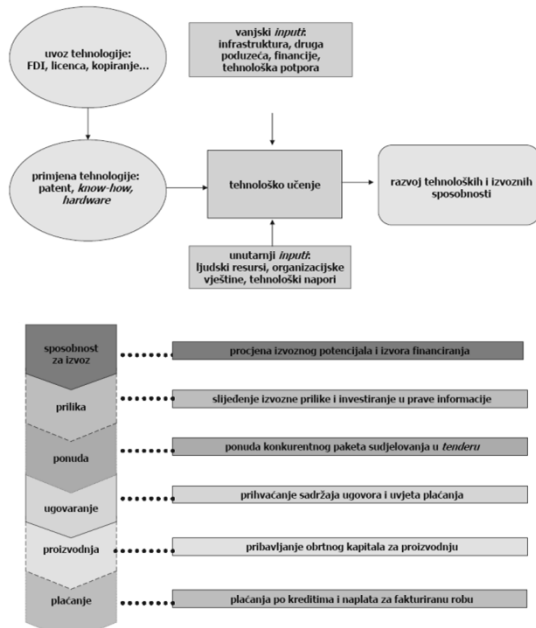 uvoz tehnologije:
FDI, licenca, kopiranje...
vanjski inputi:
infrastruktura, druga
poduzeća, financije,
tehnološka potpora
primjena tehnologije:
patent, know-how,
hardware
tehnološko učenje
razvoj tehnoloških i izvoznih
sposobnosti
unutarnji inputi:
ljudski resursi, organizacijske
vještine, tehnološki napori
sposobnost
za izvoz
procjena izvoznog potencijala i izvora financiranja
prilika
slijeđenje izvozne prilike i investiranje u prave informacije
ponuda
ponuda konkurentnog paketa sudjelovanja u tenderu
ugovaranje
prihvaćanje sadržaja ugovora i uvjeta plaćanja
proizvodnja
pribavljanje obrtnog kapitala za proizvodnju
plaćanje
plaćanja po kreditima i naplata za fakturiranu robu